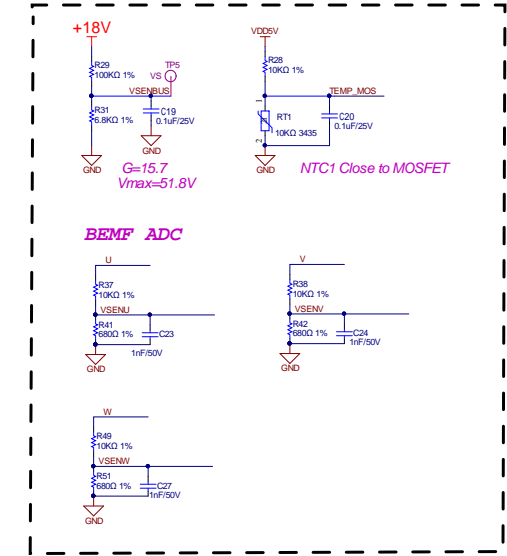 +18V
R29
100KΩ 1%
TP5
VS
VSENBUS
R31
6.8KΩ 1%
C19
0.1uF/25V
GND
GND
G=15.7
Vmax=51.8V
VDD5V
R28
10KΩ 1%
TEMP_MOS
1
RT1
10KΩ 3435
2
C20
0.1uF/25V
GND
NTC1 Close to MOSFET
BEMF ADC
U
R37
10KΩ 1%
VSENU
R41
680Ω 1%
C23
1nF/50V
GND
V
R38
10KΩ 1%
VSENV
R42
680Ω 1%
C24
1nF/50V
GND
W
R49
10KΩ 1%
VSENW
R51
680Ω 1%
C27
1nF/50V
GND